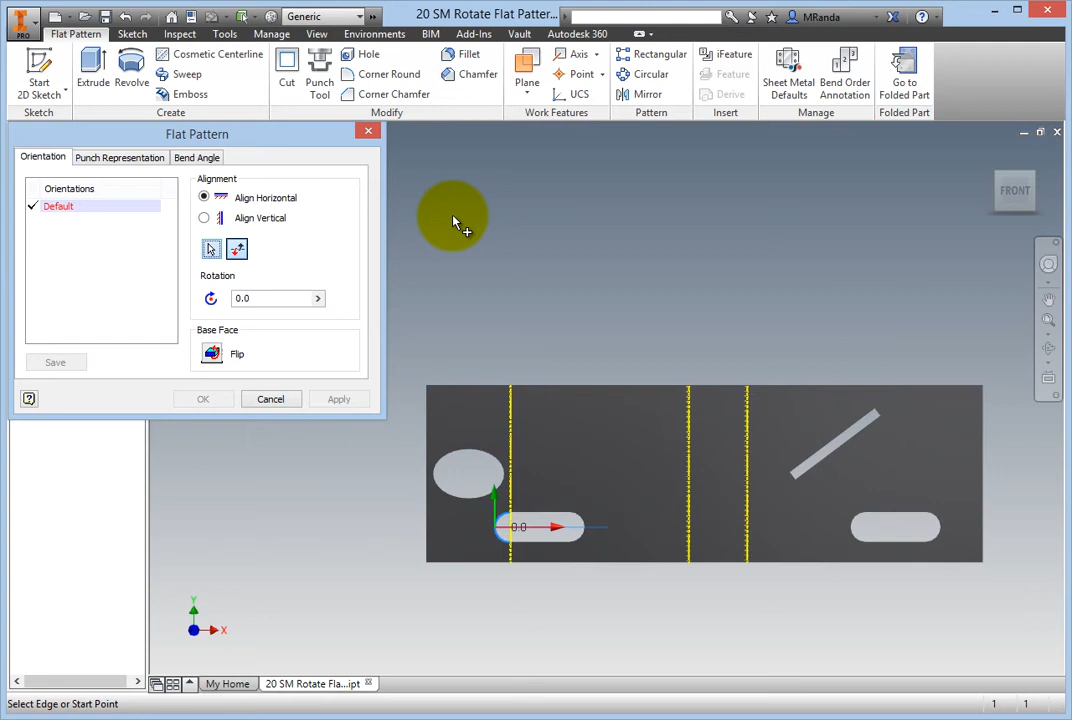 Generic
20 SM Rotate Flat Patter...
MRanda
PRO
Flat Pattern Sketch Inspect Tools Manage View Environments BIM Add-Ins Vault Autodesk 360
Start
2D Sketch
Extrude
Revolve
Cosmetic Centerline
Sweep
Emboss
Cut
Punch
Tool
Hole
Corner Round
Corner Chamfer
Fillet
Chamfer
Plane
Axis
Point
UCS
Rectangular
Circular
Mirror
iFeature
Feature
Derive
Sheet Metal
Defaults
Bend Order
Annotation
Go to
Folded Part
Sketch Create Modify Work Features Pattern Insert Manage Folded Part
Flat Pattern
Orientation Punch Representation Bend Angle
Orientations
Default
Save
Alignment
Align Horizontal
Align Vertical
Rotation
0.0
Base Face
Flip
OK Cancel Apply
FRONT
0.0
Y
X
My Home 20 SM Rotate Fla...ipt
Select Edge or Start Point 1 1